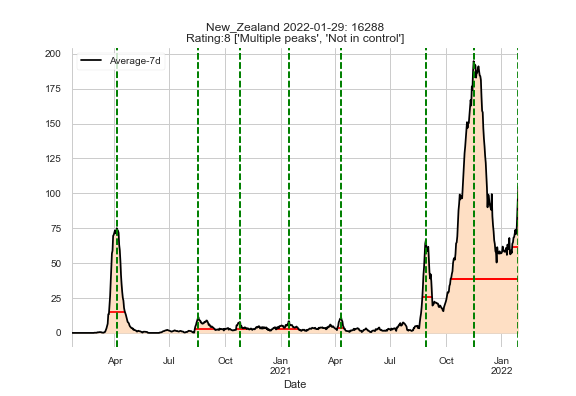 New_Zealand 2022-01-29: 16288
Rating:8 ['Multiple peaks', 'Not in control']
Average-7d
200
175
150
125
100
75
50
25
0
Apr Jul Oct Jan Apr Jul Oct Jan
2021 2022
Date